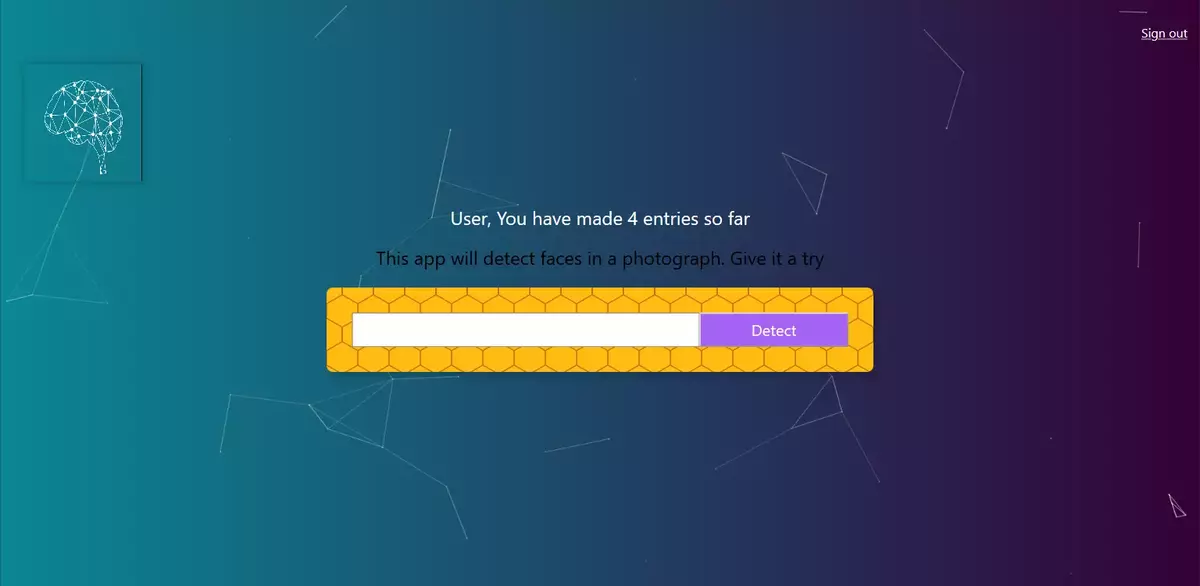 Sign out
User, You have made 4 entries so far
This app will detect faces in a photograph. Give it a try
Detect